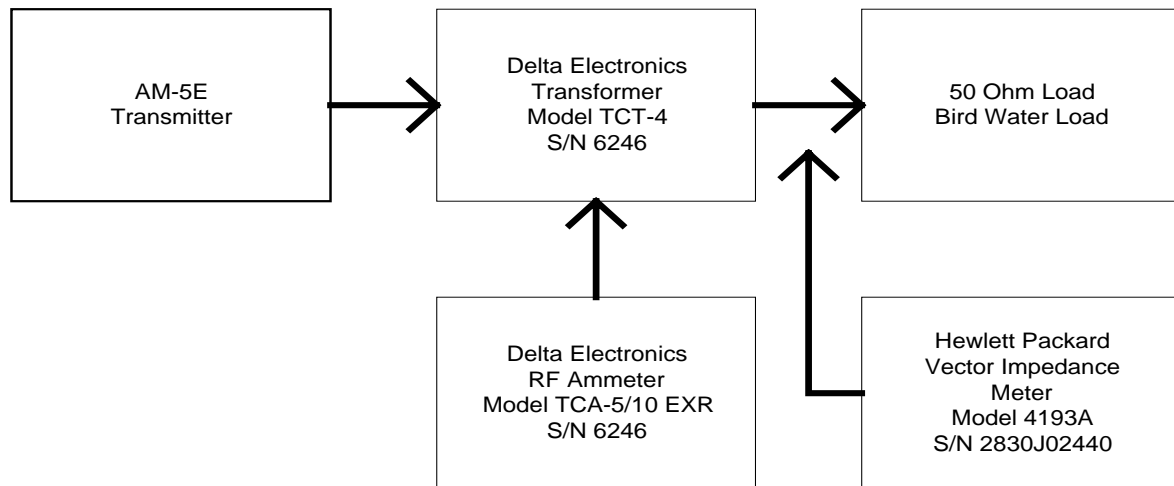 AM-5E
Transmitter
Delta Electronics
Transformer
Model TCT-4
S/N 6246
50 Ohm Load
Bird Water Load
Delta Electronics
RF Ammeter
Model TCA-5/10 EXR
S/N 6246
Hewlett Packard
Vector Impedance
Meter
Model 4193A
S/N 2830J02440